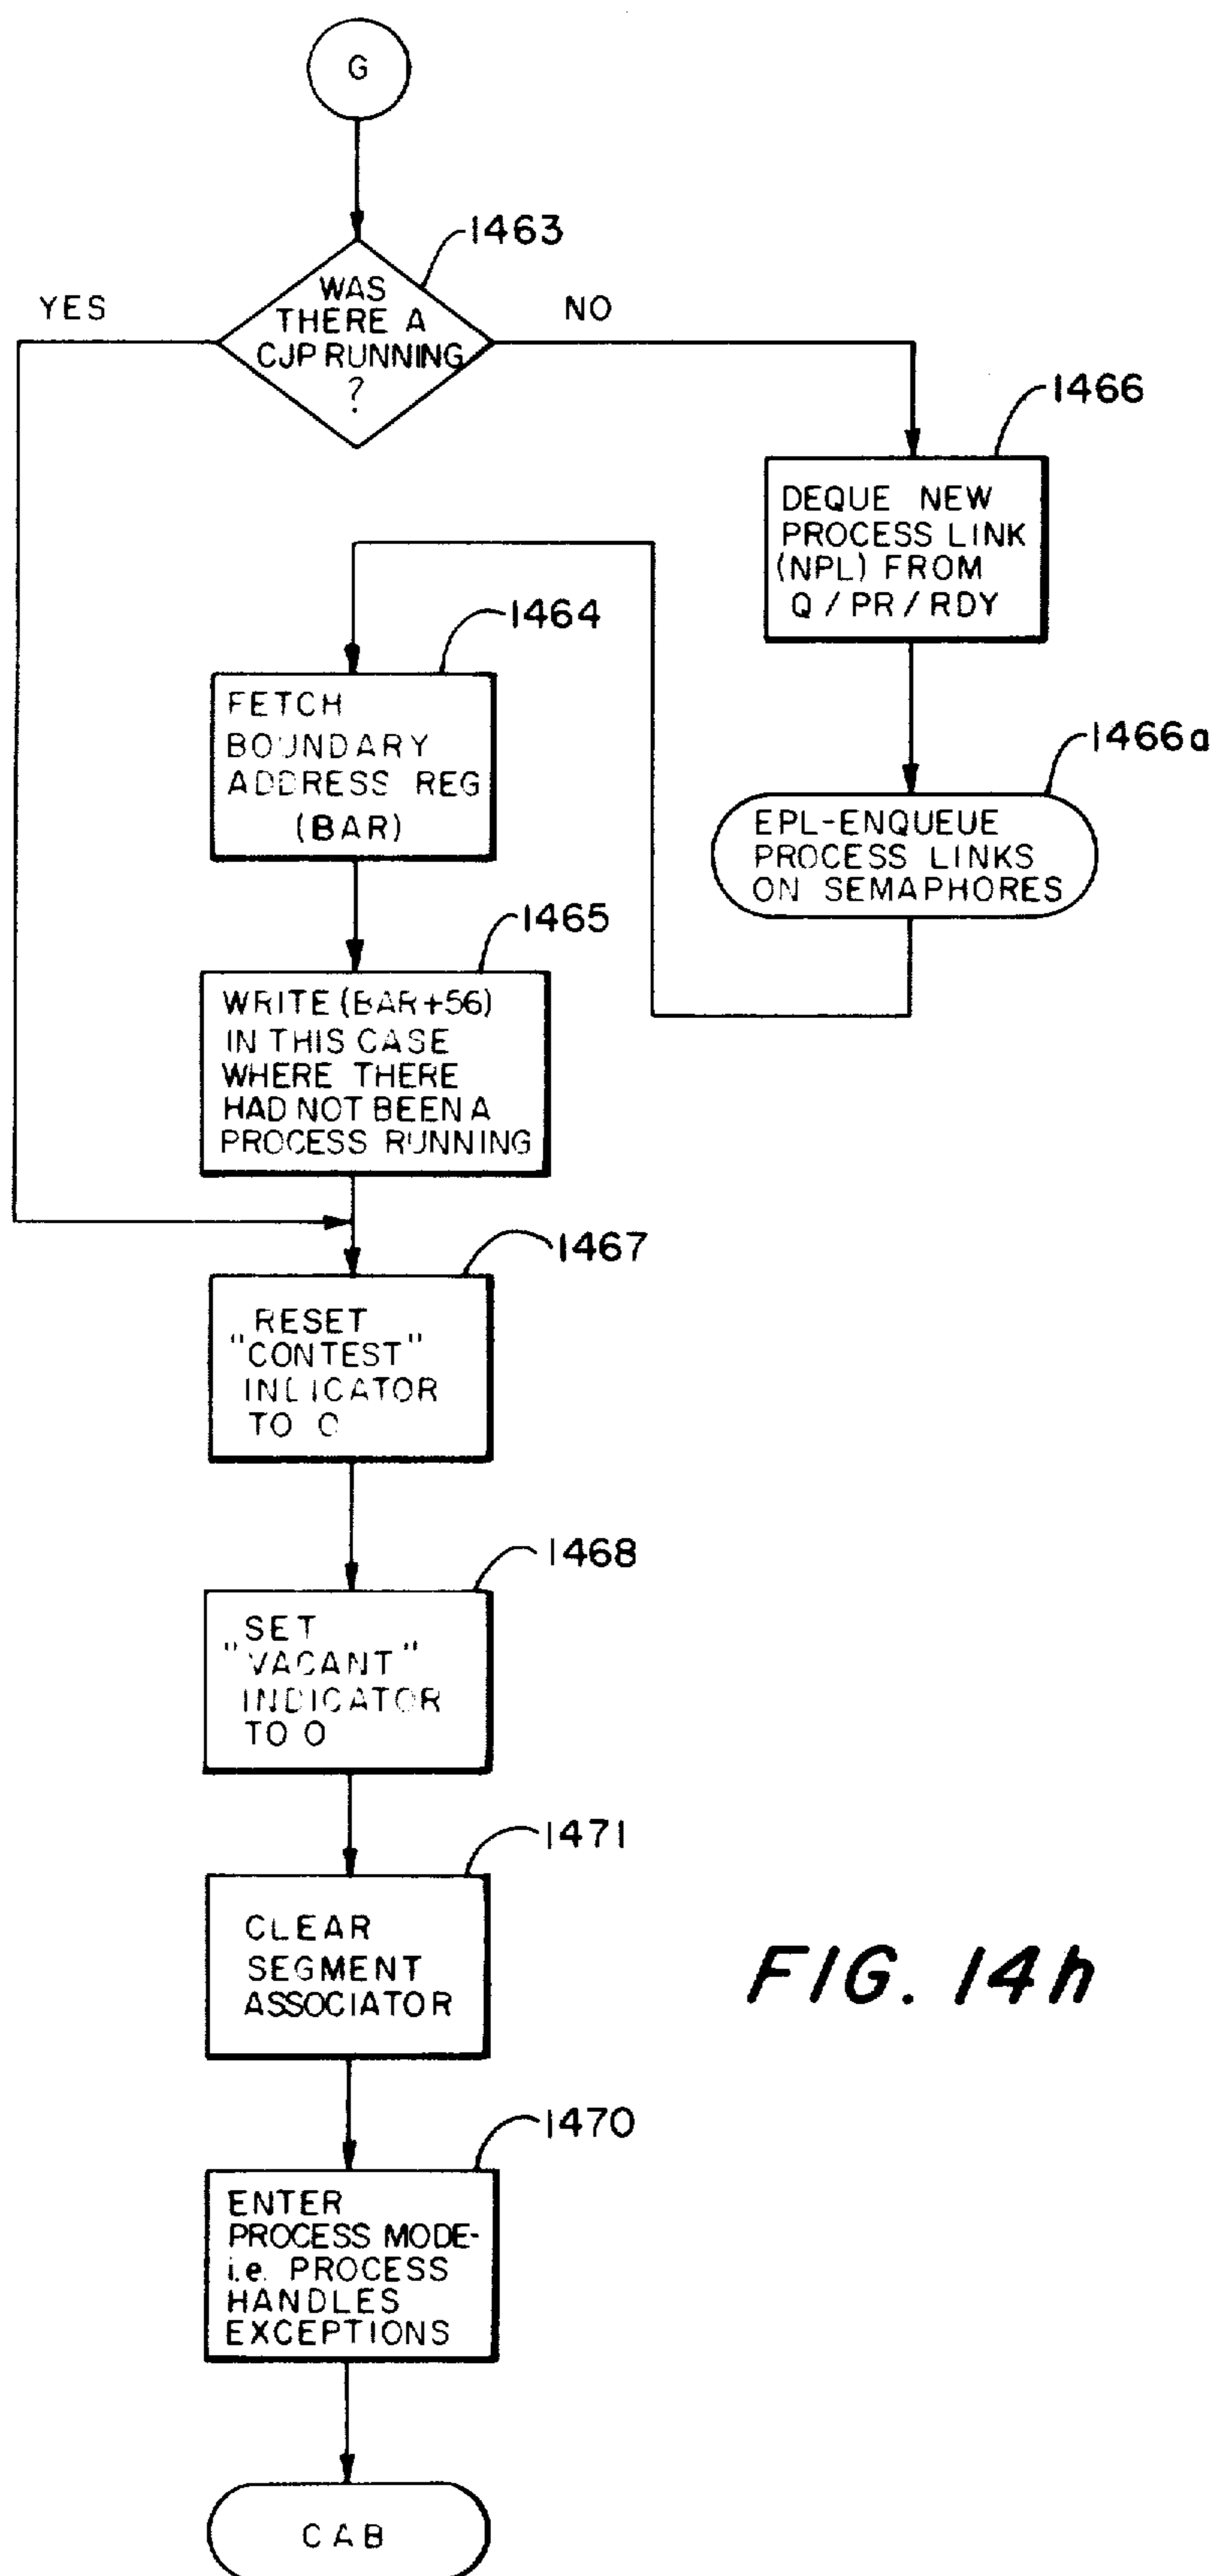 G
1463
WAS
THERE A
CJP RUNNING
?
YES
NO
1466
DEQUE NEW
PROCESS LINK
(NPL) FROM
Q / PR / RDY
1466a
EPL-ENQUEUE
PROCESS LINKS
ON SEMAPHORES
1464
FETCH
BOUNDARY
ADDRESS REG
(BAR)
1465
WRITE (BAR+56)
IN THIS CASE
WHERE THERE
HAD NOT BEEN A
PROCESS RUNNING
1467
RESET
"CONTEST"
INDICATOR
TO 0
1468
SET
"VACANT"
INDICATOR
TO 0
1471
CLEAR
SEGMENT
ASSOCIATOR
1470
ENTER
PROCESS MODE-
i.e. PROCESS
HANDLES
EXCEPTIONS
CAB
FIG. 14h